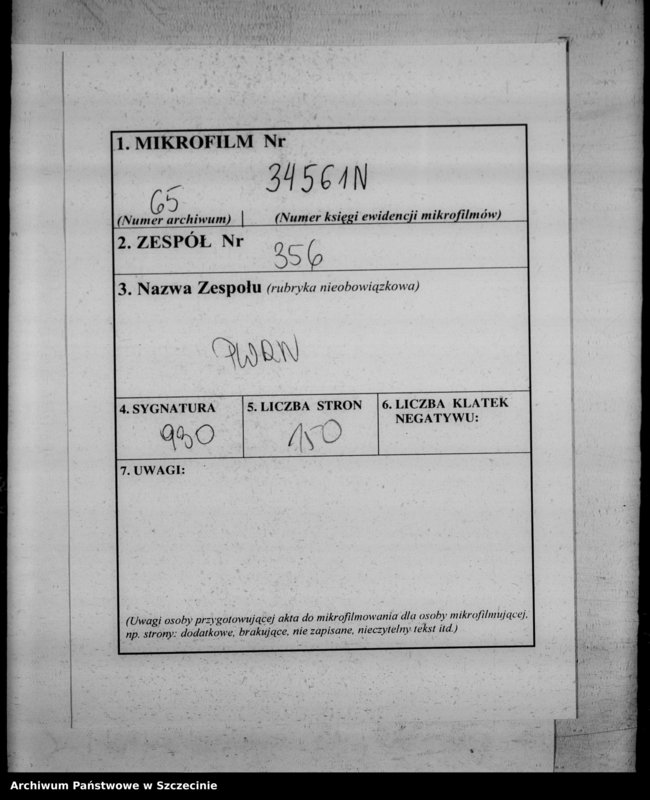 1. MIKROFILM Nr
65 34561N
(Numer archiwum) | (Numer księgi ewidencji mikrofilmów)
2. ZESPÓŁ Nr 356
3. Nazwa Zespołu (rubryka nieobowiązkowa)
PWRN
4. SYGNATURA 5. LICZBA STRON 6. LICZBA KLATEK
NEGATYWU:
930 150
7. UWAGI:
(Uwagi osoby przygotowującej akta do mikrofilmowania dla osoby mikrofilmującej.
np. strony: dodatkowe, brakujące, nie zapisane, nieczytelny tekst itd.)
Archiwum Państwowe w Szczecinie